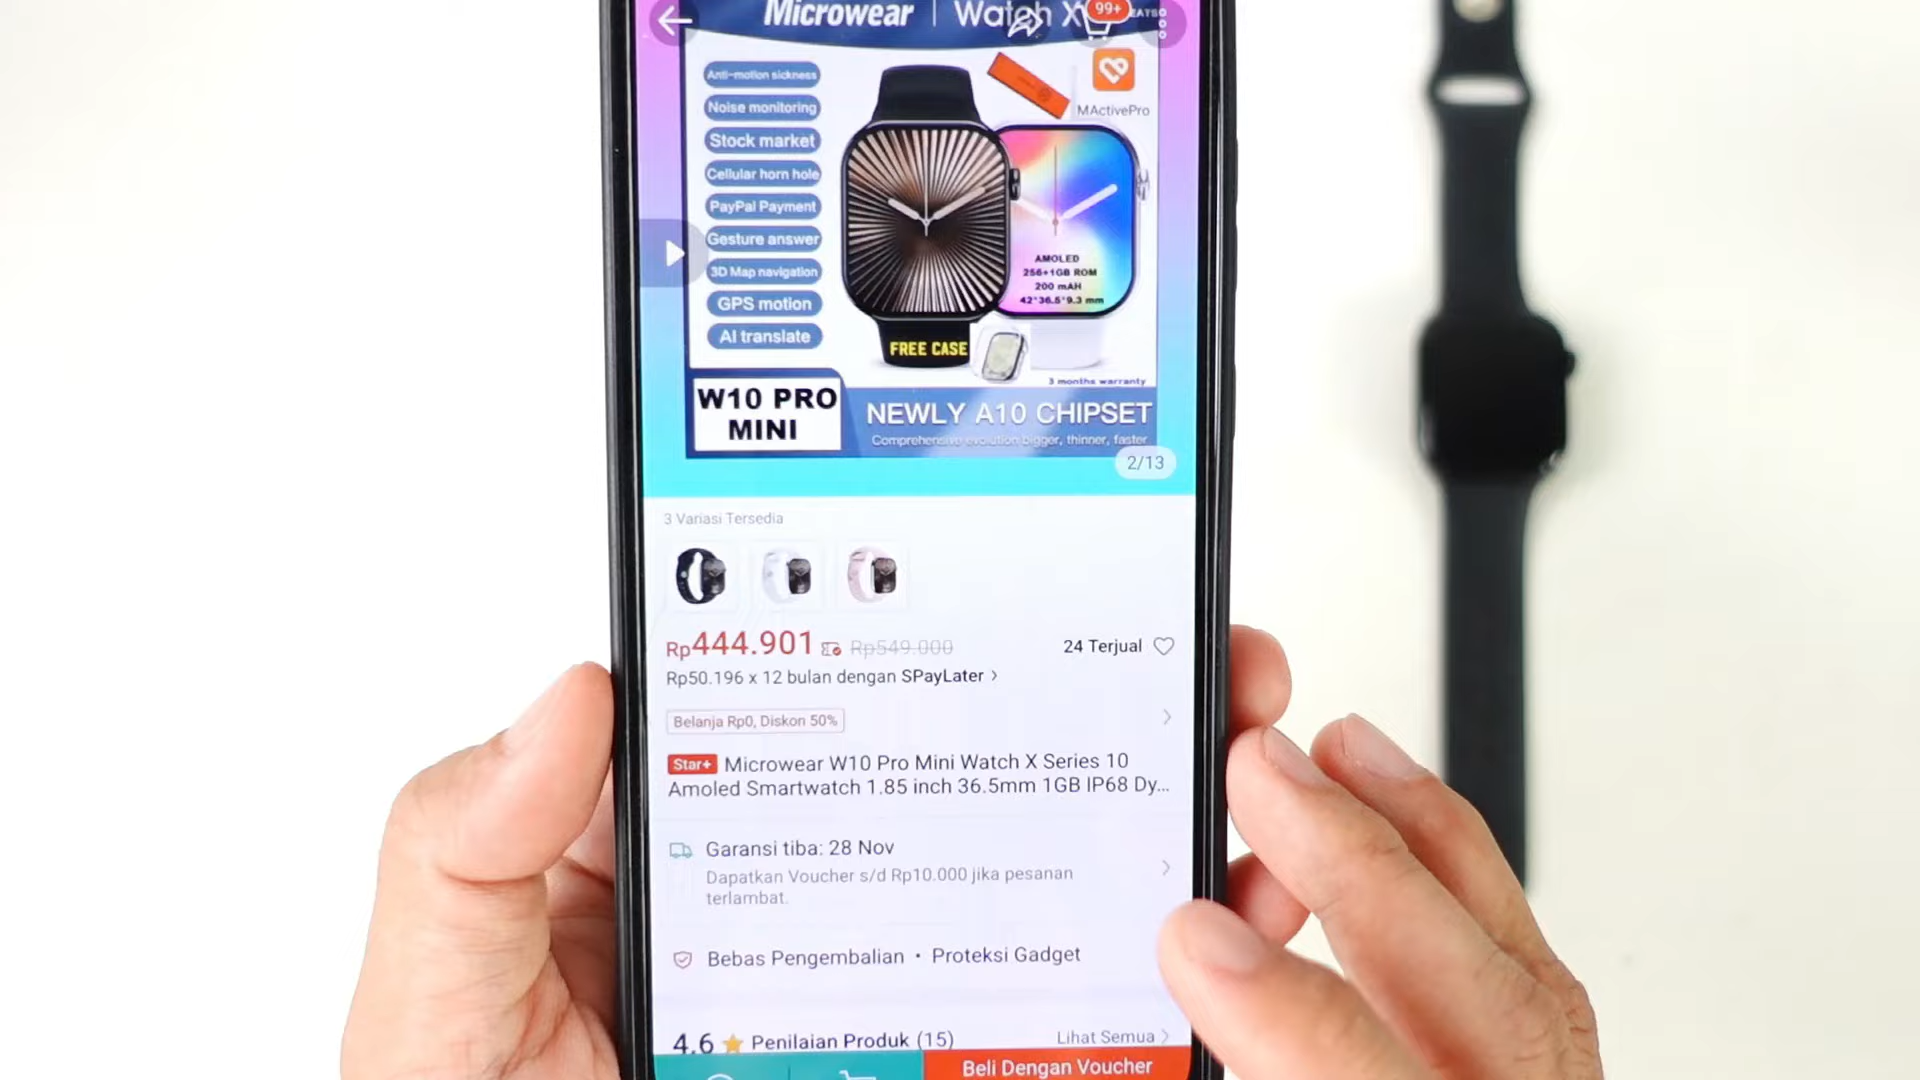 Microwear | Watch X
99+
Anti-motion sickness
Noise monitoring
Stock market
Cellular horn hole
PayPal Payment
Gesture answer
3D Map navigation
GPS motion
AI translate
MActivePro
AMOLED
256+1GB ROM
200 mAH
42*36.5*9.3 mm
FREE CASE
3 months warranty
W10 PRO
MINI
NEWLY A10 CHIPSET
Comprehensive evolution bigger, thinner, faster
2/13
3 Variasi Tersedia
Rp444.901 Rp549.000
24 Terjual
Rp50.196 x 12 bulan dengan SPayLater >
Belanja Rp0, Diskon 50%
Star+ Microwear W10 Pro Mini Watch X Series 10
Amoled Smartwatch 1.85 inch 36.5mm 1GB IP68 Dy...
Garansi tiba: 28 Nov
Dapatkan Voucher s/d Rp10.000 jika pesanan
terlambat.
Bebas Pengembalian • Proteksi Gadget
4.6 Penilaian Produk (15)
Lihat Semua >
Beli Dengan Voucher